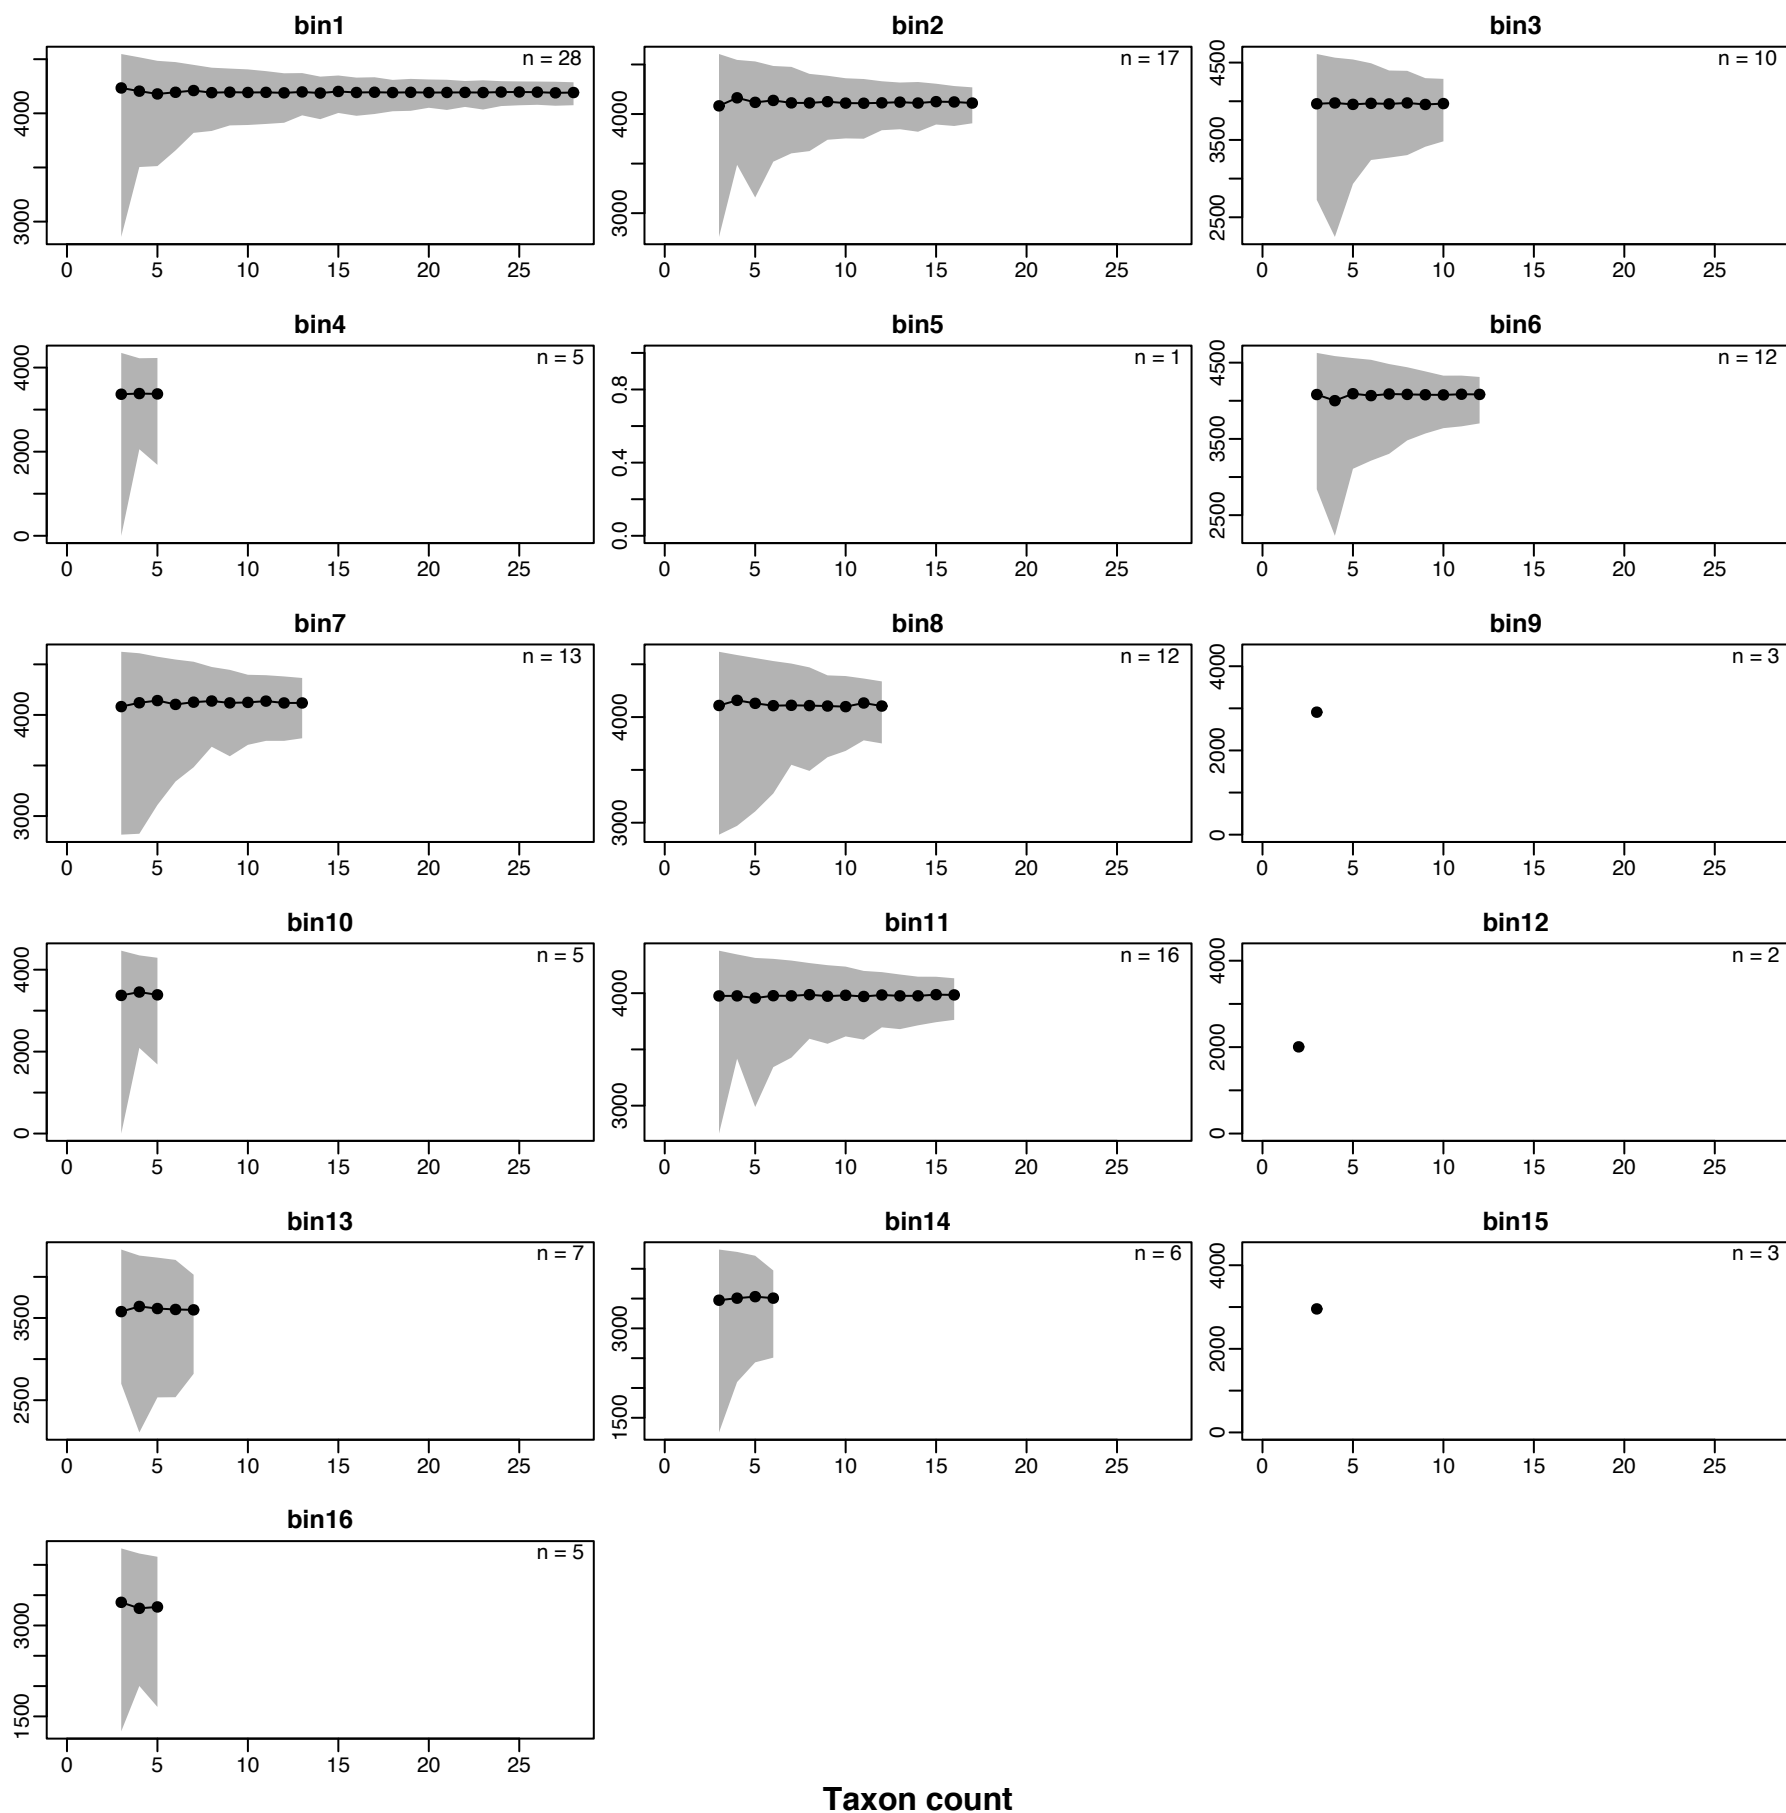 bin1 bin2 bin3
n = 28 n = 17 n = 10
3000 4000 3000 4000 2500 3500 4500
0 5 10 15 20 25 0 5 10 15 20 25 0 5 10 15 20 25
bin4 bin5 bin6
n = 5 n = 1 n = 12
0 2000 4000 0.0 0.4 0.8 2500 3500 4500
0 5 10 15 20 25 0 5 10 15 20 25 0 5 10 15 20 25
bin7 bin8 bin9
n = 13 n = 12 n = 3
3000 4000 3000 4000 0 2000 4000
0 5 10 15 20 25 0 5 10 15 20 25 0 5 10 15 20 25
bin10 bin11 bin12
n = 5 n = 16 n = 2
0 2000 4000 3000 4000 0 2000 4000
0 5 10 15 20 25 0 5 10 15 20 25 0 5 10 15 20 25
bin13 bin14 bin15
n = 7 n = 6 n = 3
2500 3500 1500 3000 0 2000 4000
0 5 10 15 20 25 0 5 10 15 20 25 0 5 10 15 20 25
bin16
n = 5
1500 3000
0 5 10 15 20 25
Taxon count